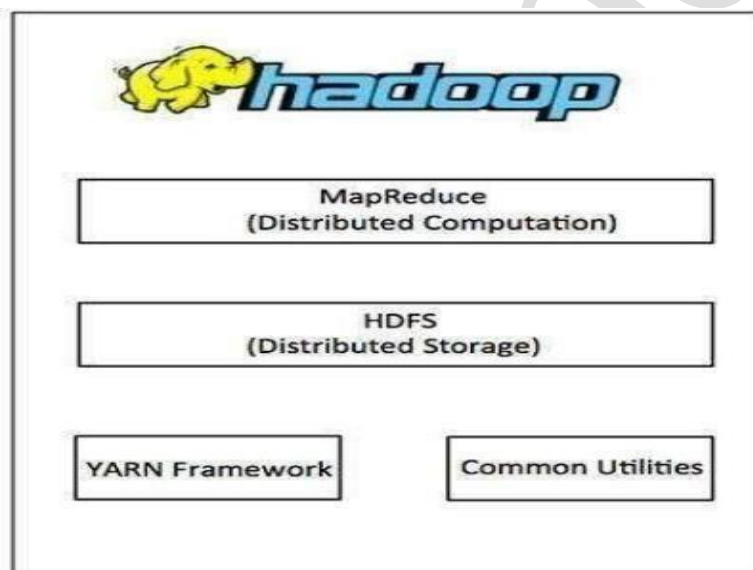 hadoop
MapReduce
(Distributed Computation)
HDFS
(Distributed Storage)
YARN Framework
Common Utilities